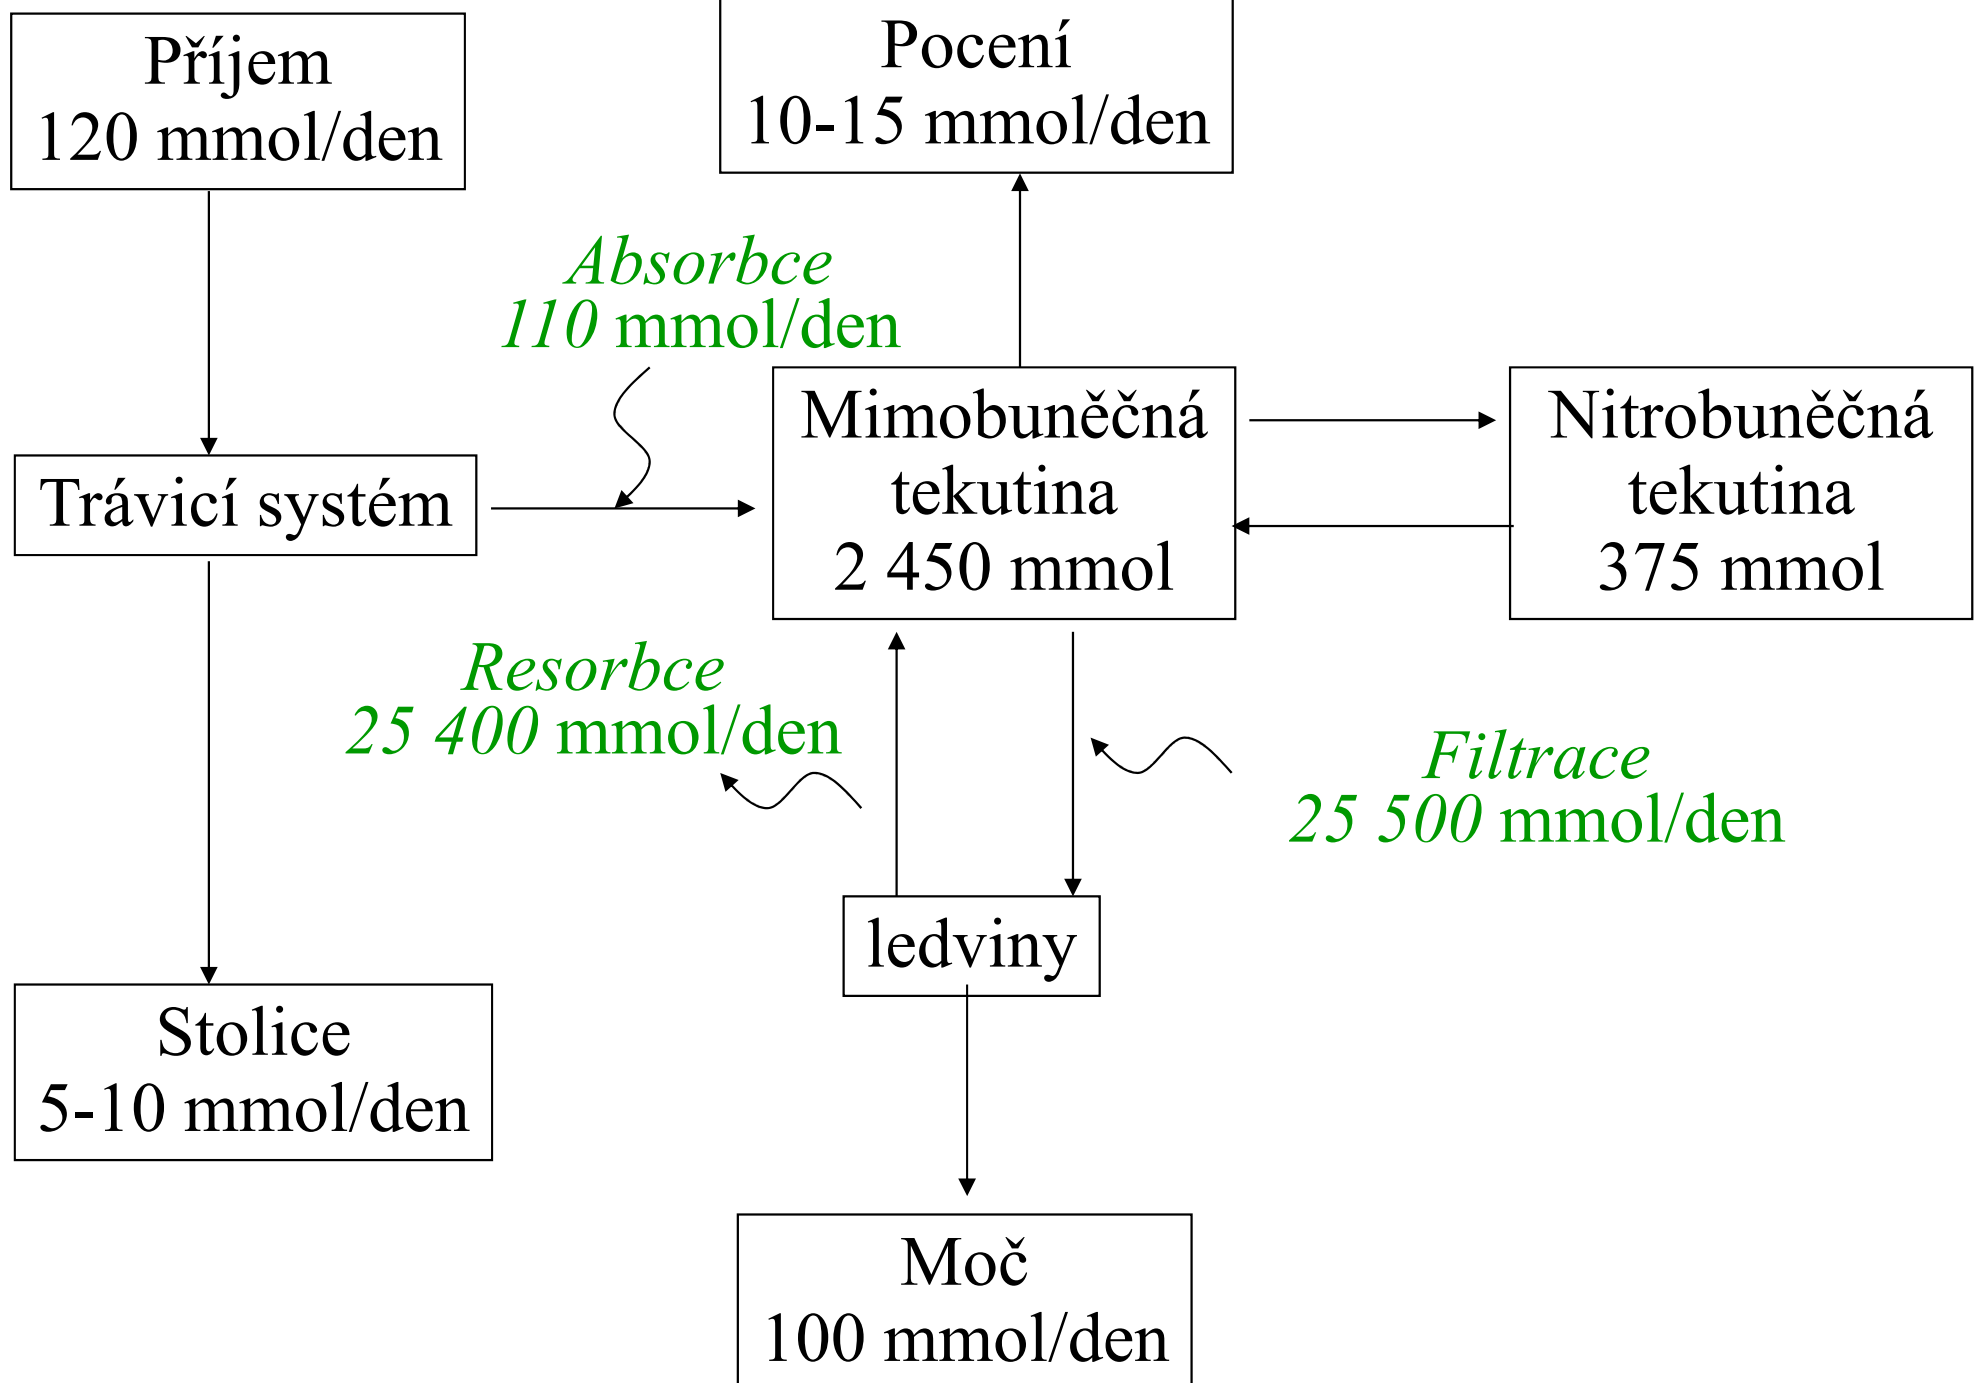 Příjem
120 mmol/den
Pocení
10-15 mmol/den
Absorbce
110 mmol/den
Trávicí systém
Mimobuněčná
tekutina
2 450 mmol
Nitrobuněčná
tekutina
375 mmol
Resorbce
25 400 mmol/den
Filtrace
25 500 mmol/den
ledviny
Stolice
5-10 mmol/den
Moč
100 mmol/den